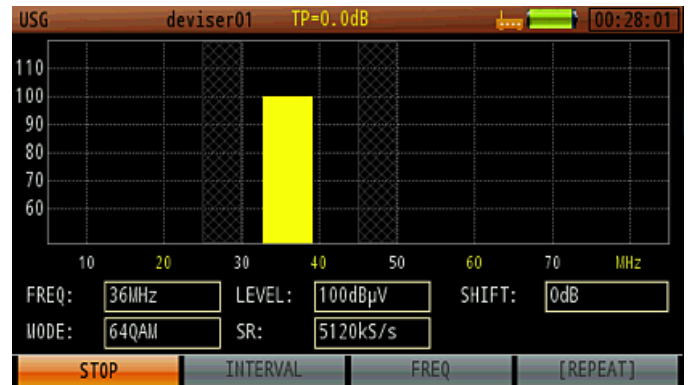 USG deviser01 TP=0.0dB 00:28:01
110
100
90
80
70
60
10 20 30 40 50 60 70 MHz
FREQ: 36MHz LEVEL: 100dBµV SHIFT: 0dB
MODE: 64QAM SR: 5120kS/s
STOP INTERVAL FREQ [REPEAT]